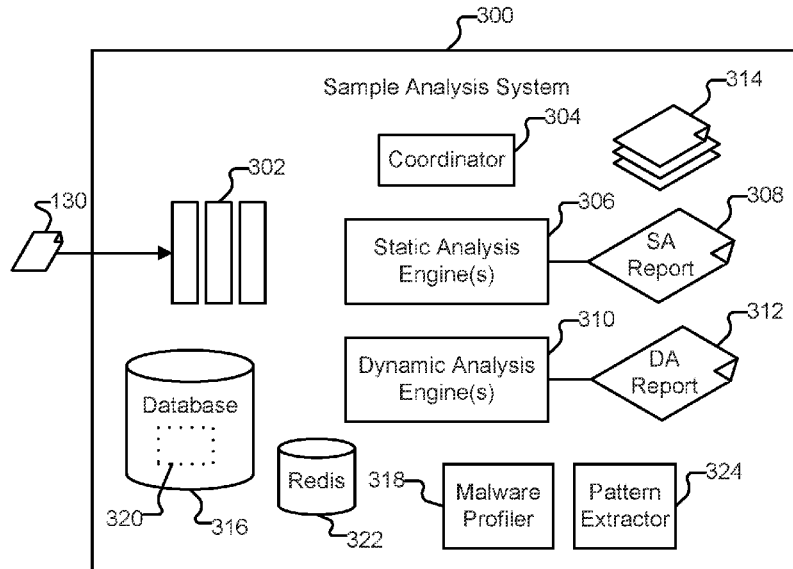 300
Sample Analysis System
314
304
Coordinator
302
130
306
308
Static Analysis
Engine(s)
SA
Report
310
312
Dynamic Analysis
Engine(s)
DA
Report
Database
320
316
Redis
322
318
Malware
Profiler
324
Pattern
Extractor